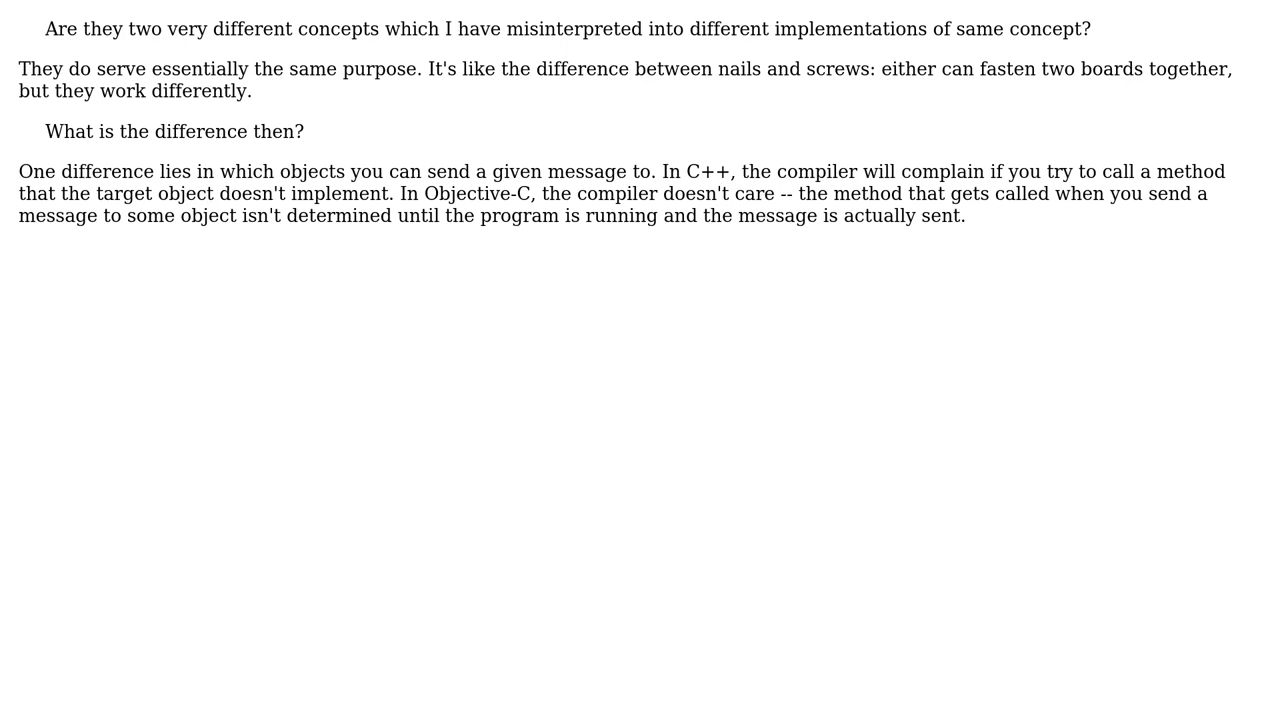 Are they two very different concepts which I have misinterpreted into different implementations of same concept?
They do serve essentially the same purpose. It's like the difference between nails and screws: either can fasten two boards together,
but they work differently.
What is the difference then?
One difference lies in which objects you can send a given message to. In C++, the compiler will complain if you try to call a method
that the target object doesn't implement. In Objective-C, the compiler doesn't care -- the method that gets called when you send a
message to some object isn't determined until the program is running and the message is actually sent.